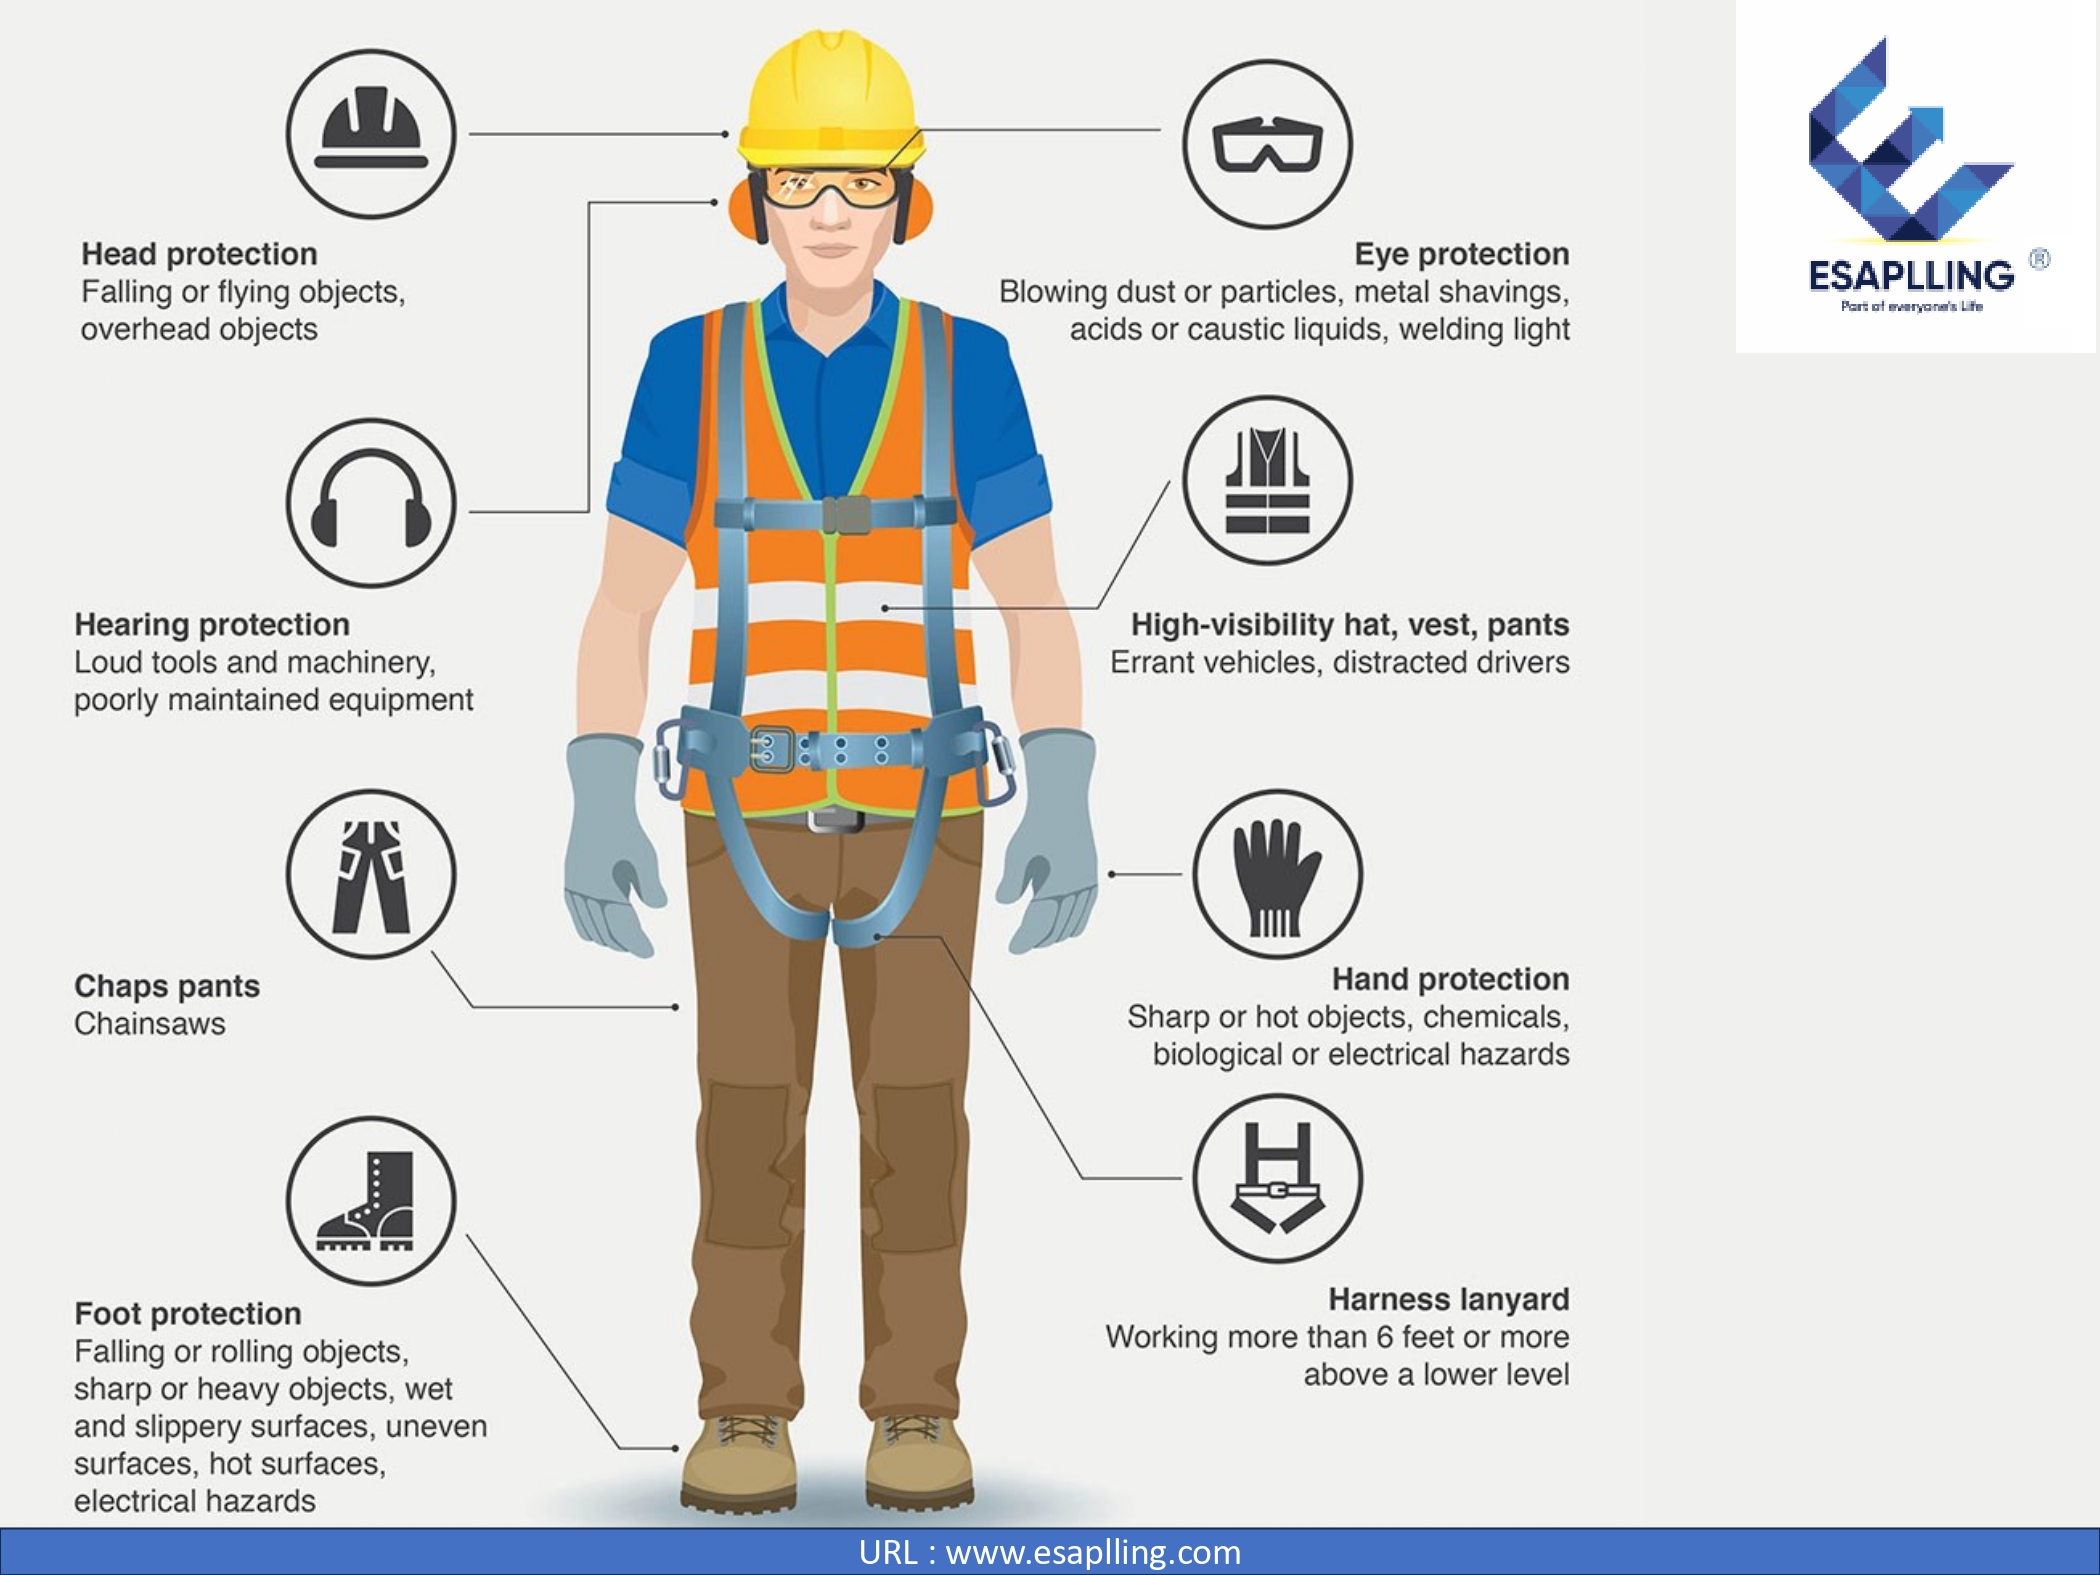 Head protection
Falling or flying objects,
overhead objects
Eye protection
Blowing dust or particles, metal shavings,
acids or caustic liquids, welding light
ESAPLLING ®
Part of everyone's Life
Hearing protection
Loud tools and machinery,
poorly maintained equipment
High-visibility hat, vest, pants
Errant vehicles, distracted drivers
Chaps pants
Chainsaws
Hand protection
Sharp or hot objects, chemicals,
biological or electrical hazards
Foot protection
Falling or rolling objects,
sharp or heavy objects, wet
and slippery surfaces, uneven
surfaces, hot surfaces,
electrical hazards
Harness lanyard
Working more than 6 feet or more
above a lower level
URL : www.esaplling.com